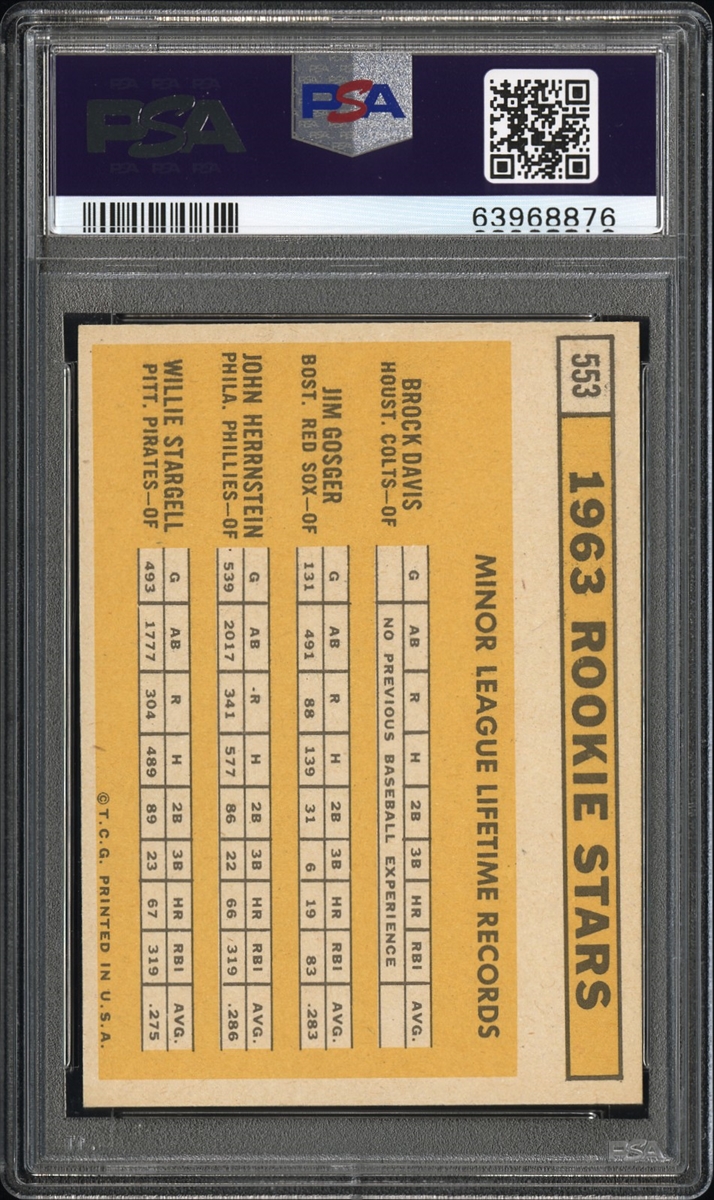 PSA
PSA
63968876
553
1963 ROOKIE STARS
MINOR LEAGUE LIFETIME RECORDS
BROCK DAVIS
HOUST. COLTS—OF
G AB R H 2B 3B HR RBI AVG.
NO PREVIOUS BASEBALL EXPERIENCE
JIM GOSGER
BOST. RED SOX—OF
G AB R H 2B 3B HR RBI AVG.
131 491 88 139 31 6 19 83 .283
JOHN HERRNSTEIN
PHILA. PHILLIES—OF
G AB R H 2B 3B HR RBI AVG.
539 2017 341 577 86 22 66 319 .286
WILLIE STARGELL
PITT. PIRATES—OF
G AB R H 2B 3B HR RBI AVG.
493 1777 304 489 89 23 67 319 .275
© T.C.G. PRINTED IN U.S.A.
PSA